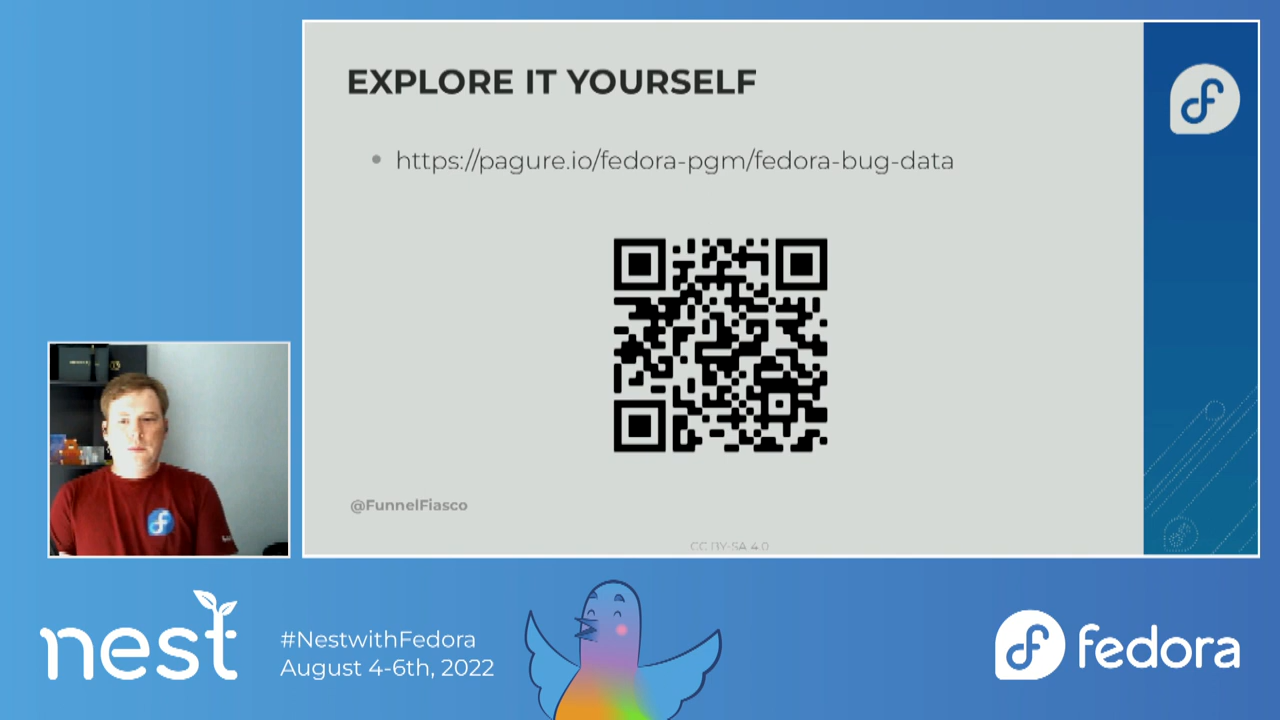 EXPLORE IT YOURSELF
https://pagure.io/fedora-pgm/fedora-bug-data
@FunnelFiasco
CC BY-SA 4.0
nest
#NestwithFedora
August 4-6th, 2022
fedora